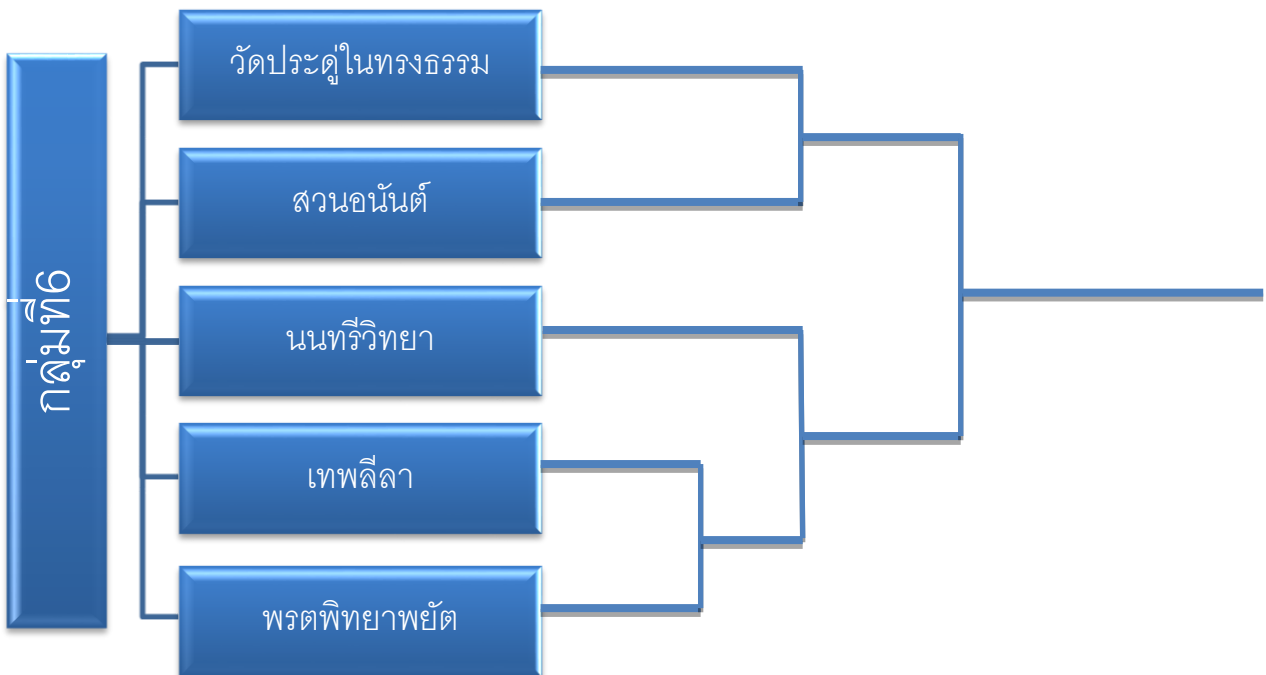 กลุ่มที่6
วัดประดู่ในทรงธรรม
สวนอนันต์
นนทรีวิทยา
เทพลีลา
พรตพิทยาพยัต